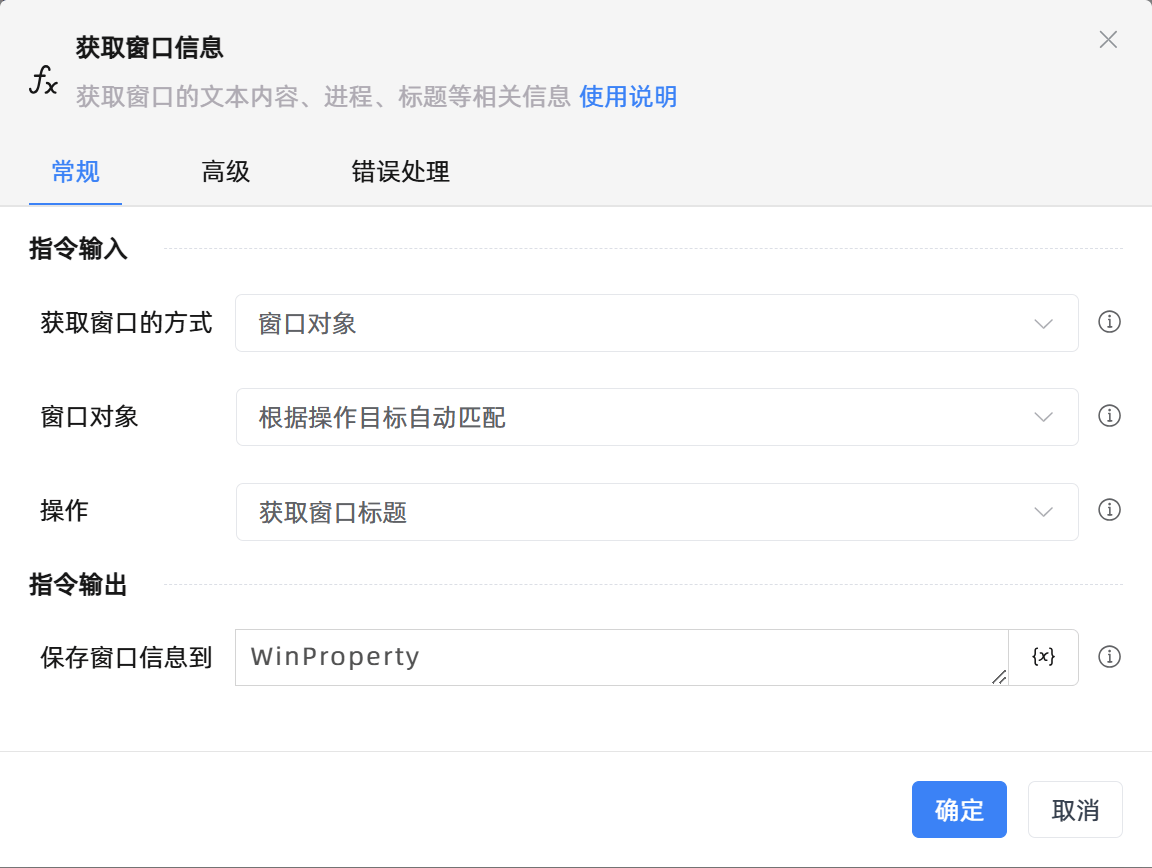 获取窗口信息
fx
获取窗口的文本内容、进程、标题等相关信息 使用说明
常规 高级 错误处理
指令输入
获取窗口的方式 窗口对象
窗口对象 根据操作目标自动匹配
操作 获取窗口标题
指令输出
保存窗口信息到 WinProperty {x}
确定 取消